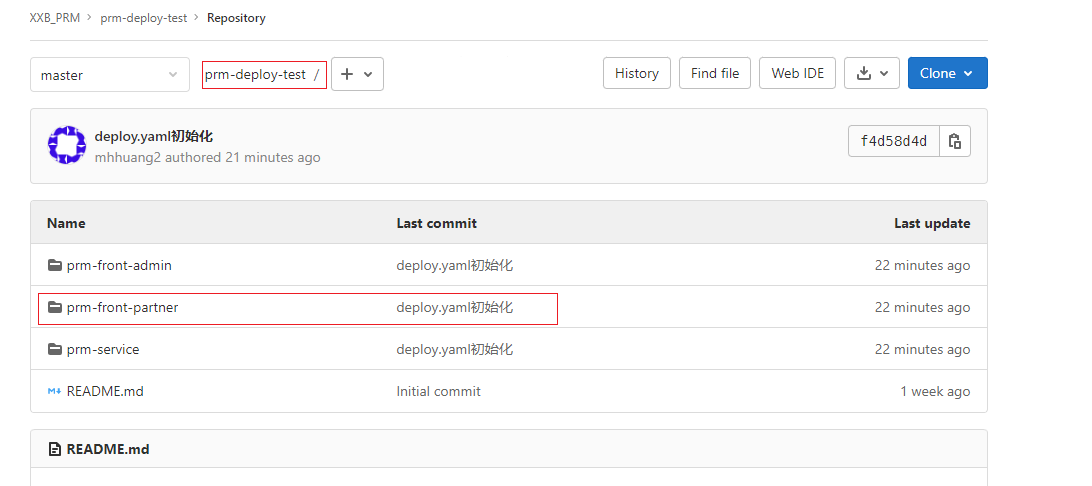 XXB_PRM > prm-deploy-test > Repository
master prm-deploy-test / + History Find file Web IDE Clone
deploy.yaml初始化
mhhuang2 authored 21 minutes ago
f4d58d4d
Name Last commit Last update
prm-front-admin deploy.yaml初始化 22 minutes ago
prm-front-partner deploy.yaml初始化 22 minutes ago
prm-service deploy.yaml初始化 22 minutes ago
M↓ README.md Initial commit 1 week ago
README.md